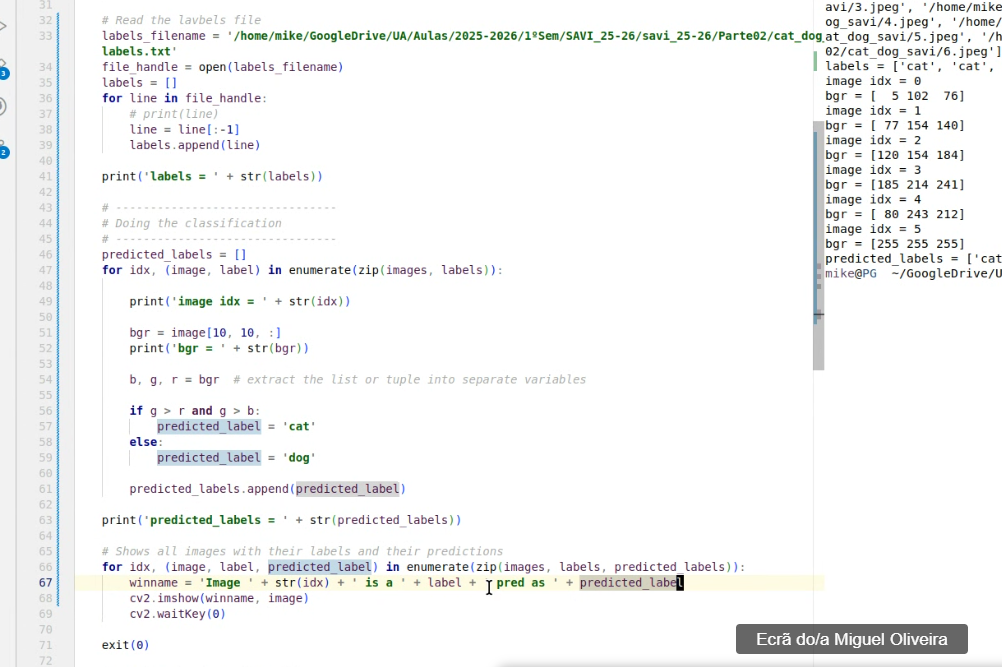 31
32 # Read the lavbels file
33 labels_filename = '/home/mike/GoogleDrive/UA/Aulas/2025-2026/1ºSem/SAVI_25-26/savi_25-26/Parte02/cat_dog_
labels.txt'
34 file_handle = open(labels_filename)
35 labels = []
36 for line in file_handle:
37 # print(line)
38 line = line[:-1]
39 labels.append(line)
40
41 print('labels = ' + str(labels))
42
43 # --------------------------------
44 # Doing the classification
45 # --------------------------------
46 predicted_labels = []
47 for idx, (image, label) in enumerate(zip(images, labels)):
48
49 print('image idx = ' + str(idx))
50
51 bgr = image[10, 10, :]
52 print('bgr = ' + str(bgr))
53
54 b, g, r = bgr  # extract the list or tuple into separate variables
55
56 if g > r and g > b:
57 predicted_label = 'cat'
58 else:
59 predicted_label = 'dog'
60
61 predicted_labels.append(predicted_label)
62
63 print('predicted_labels = ' + str(predicted_labels))
64
65 # Shows all images with their labels and their predictions
66 for idx, (image, label, predicted_label) in enumerate(zip(images, labels, predicted_labels)):
67 winname = 'Image ' + str(idx) + ' is a ' + label + ' pred as ' + predicted_label
68 cv2.imshow(winname, image)
69 cv2.waitKey(0)
70
71 exit(0)
72
3
2
avi/3.jpeg', '/home/mike
og_savi/4.jpeg', '/home/
at_dog_savi/5.jpeg', '/h
02/cat_dog_savi/6.jpeg']
labels = ['cat', 'cat',
image idx = 0
bgr = [  5 102  76]
image idx = 1
bgr = [ 77 154 140]
image idx = 2
bgr = [120 154 184]
image idx = 3
bgr = [185 214 241]
image idx = 4
bgr = [ 80 243 212]
image idx = 5
bgr = [255 255 255]
predicted_labels = ['cat
mike@PG  ~/GoogleDrive/U
Ecrã do/a Miguel Oliveira